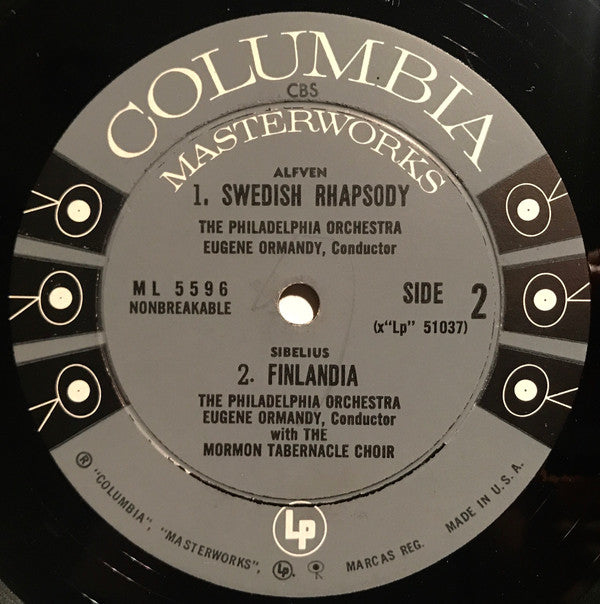 COLUMBIA
CBS
MASTERWORKS
ALFVEN
1. SWEDISH RHAPSODY
THE PHILADELPHIA ORCHESTRA
EUGENE ORMANDY, Conductor
ML 5596
NONBREAKABLE
SIDE 2
(x"Lp" 51037)
SIBELIUS
2. FINLANDIA
THE PHILADELPHIA ORCHESTRA
EUGENE ORMANDY, Conductor
with THE
MORMON TABERNACLE CHOIR
Lp
® "COLUMBIA", "MASTERWORKS", Lp, MARCAS REG. MADE IN U.S.A.